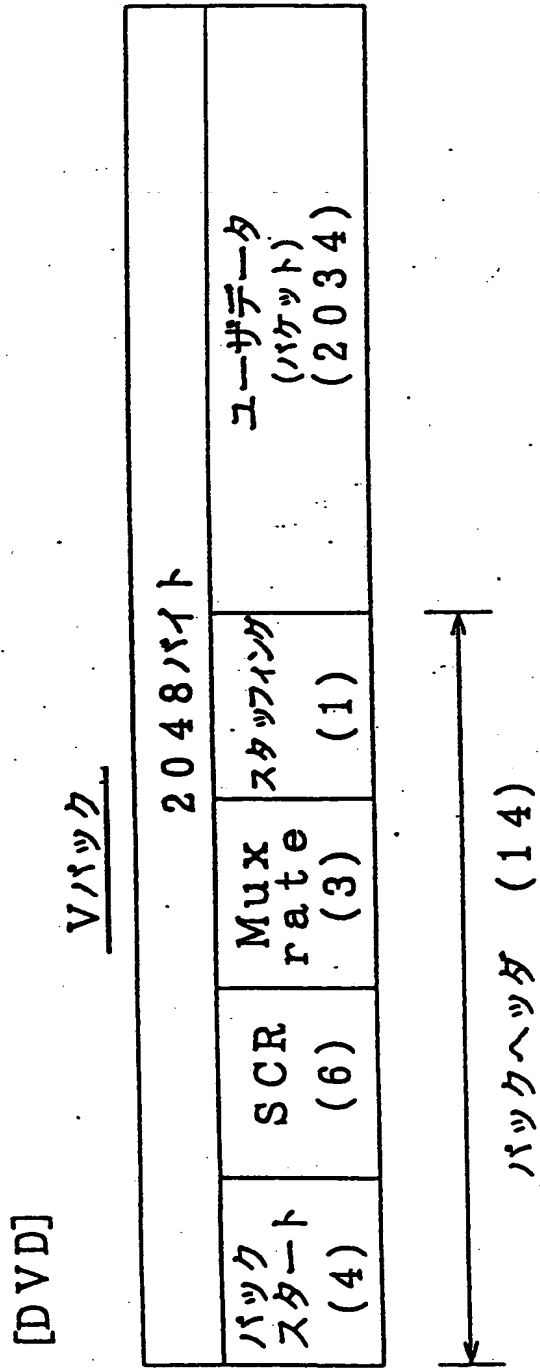 [DVD]
Vパック
2048バイト
パック
スタート
(4)
SCR
(6)
Mux
rate
(3)
スタッフィング
(1)
ユーザデータ
(パケット)
(2034)
パックヘッダ (14)